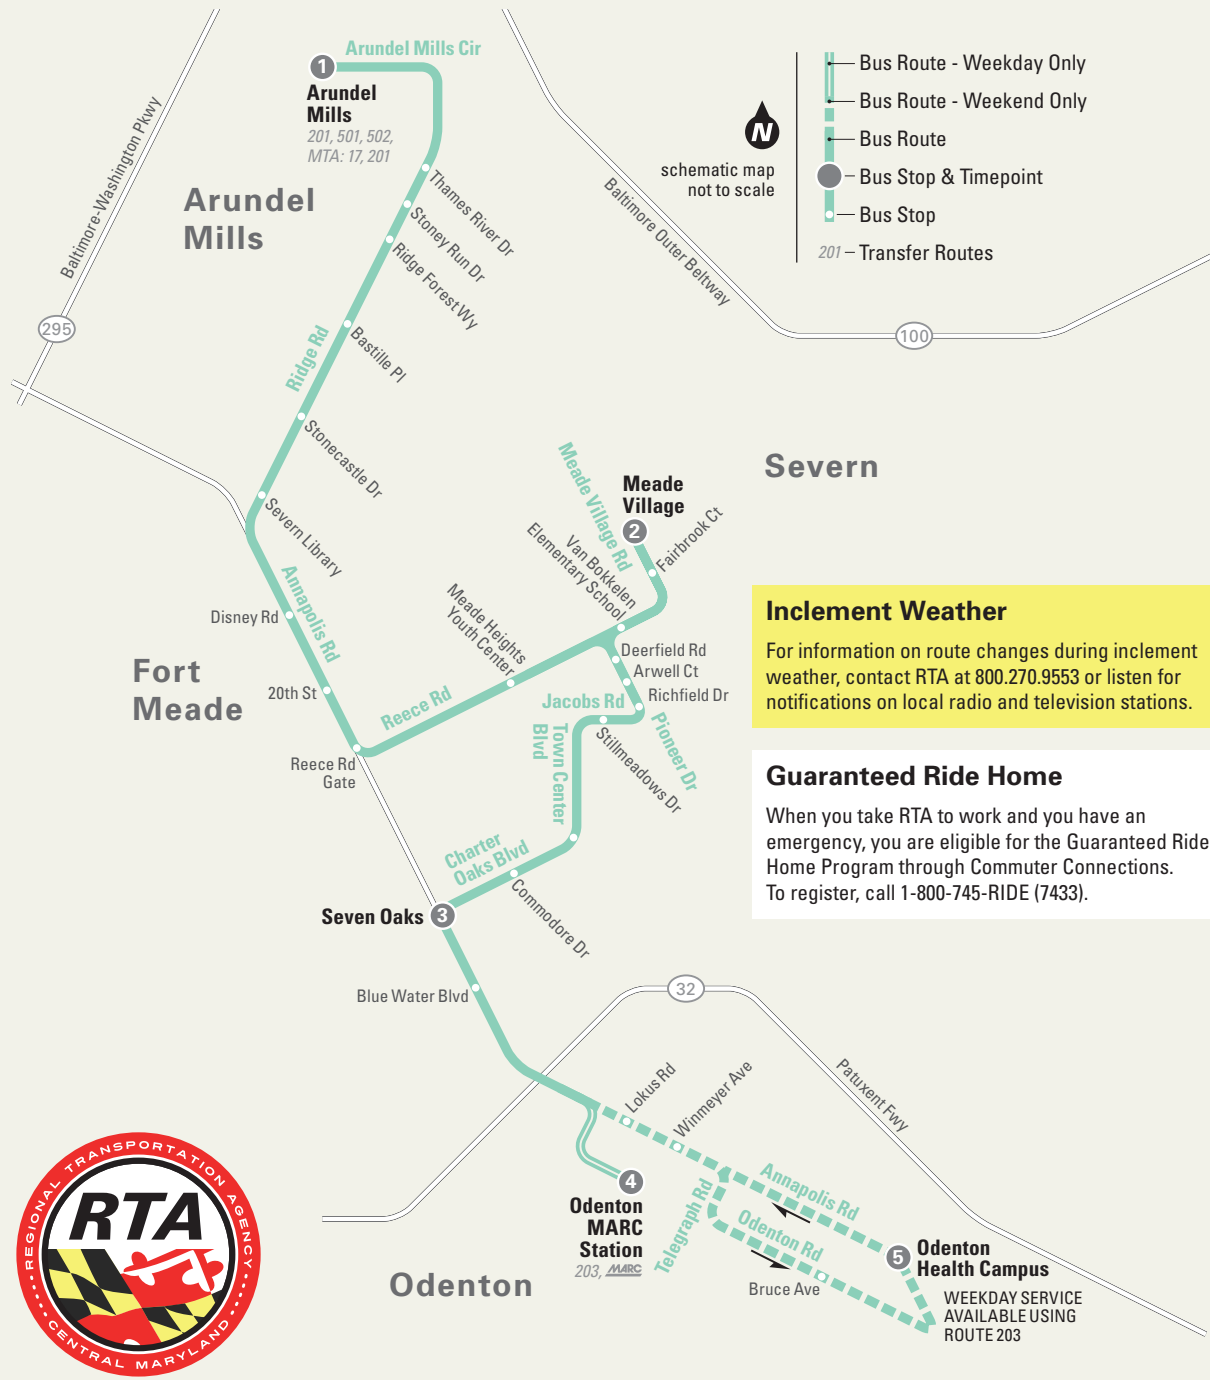 Arundel Mills Cir
1
Arundel
Mills
201, 501, 502,
MTA: 17, 201
Baltimore-Washington Pkwy
295
Arundel
Mills
Thames River Dr
Stoney Run Dr
Ridge Forest Wy
Bastille Pl
Ridge Rd
Stonecastle Dr
Severn Library
Baltimore Outer Beltway
100
N
schematic map
not to scale
Bus Route - Weekday Only
Bus Route - Weekend Only
Bus Route
Bus Stop & Timepoint
Bus Stop
201 – Transfer Routes
Severn
Meade
Village
2
Meade Village Rd
Fairbrook Ct
Van Bokkelen
Elementary School
Meade Heights
Youth Center
Annapolis Rd
Disney Rd
20th St
Fort
Meade
Reece Rd
Gate
Reece Rd
Deerfield Rd
Arwell Ct
Richfield Dr
Jacobs Rd
Pioneer Dr
Stillmeadows Dr
Town Center
Blvd
Charter
Oaks Blvd
Commodore Dr
Seven Oaks
3
Blue Water Blvd
Inclement Weather
For information on route changes during inclement
weather, contact RTA at 800.270.9553 or listen for
notifications on local radio and television stations.
Guaranteed Ride Home
When you take RTA to work and you have an
emergency, you are eligible for the Guaranteed Ride
Home Program through Commuter Connections.
To register, call 1-800-745-RIDE (7433).
32
Patuxent Fwy
Lokus Rd
Winmeyer Ave
4
Odenton
MARC
Station
203, MARC
Telegraph Rd
Annapolis Rd
Odenton Rd
Bruce Ave
5
Odenton
Health Campus
WEEKDAY SERVICE
AVAILABLE USING
ROUTE 203
Odenton
REGIONAL TRANSPORTATION AGENCY
RTA
CENTRAL MARYLAND